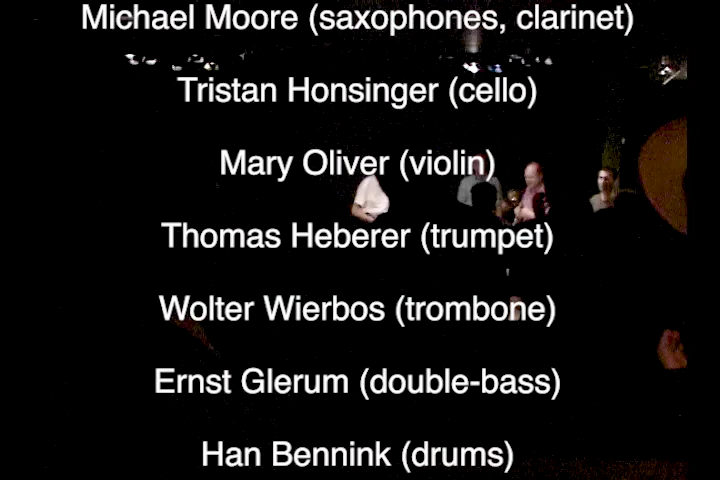 Michael Moore (saxophones, clarinet)
Tristan Honsinger (cello)
Mary Oliver (violin)
Thomas Heberer (trumpet)
Wolter Wierbos (trombone)
Ernst Glerum (double-bass)
Han Bennink (drums)